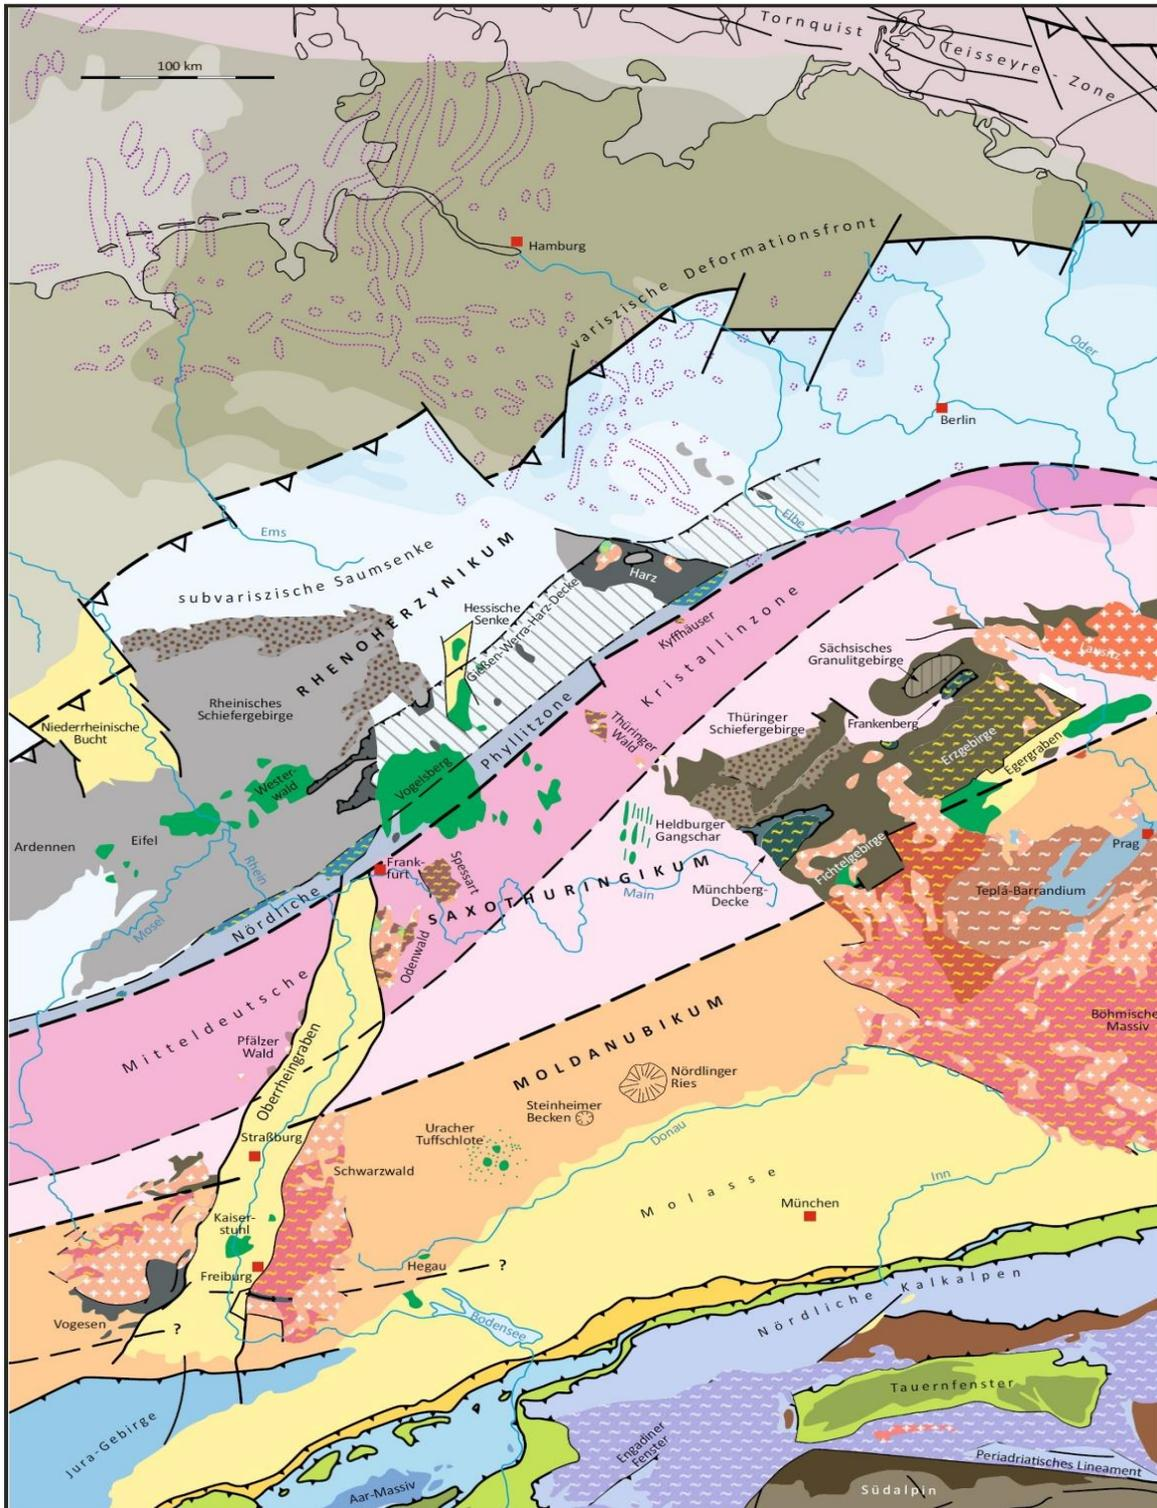 Tornquist
Teisseyre - Zone
100 km
Hamburg
variszische Deformationsfront
Oder
Berlin
Ems
Elbe
subvariszische Saumsenke
RHENOHERZYNIKUM
Harz
Hessische
Senke
Gießen-Werra-Harz-Decke
Kyffhäuser
Kristallinzone
Sächsisches
Granulitgebirge
Lausitz
Rheinisches
Schiefergebirge
Niederrheinische
Bucht
Phyllitzone
Thüringer
Wald
Thüringer
Schiefergebirge
Frankenberg
Erzgebirge
Egergraben
Wester-
wald
Vogelsberg
Heldburger
Gangschar
Ardennen
Eifel
Rhein
Frank-
furt
Spessart
Fichtelgebirge
Prag
Mosel
Nördliche
SAXOTHURINGIKUM
Main
Münchberg-
Decke
Teplá-Barrandium
Odenwald
Mitteldeutsche
Pfälzer
Wald
Oberrheingraben
MOLDANUBIKUM
Böhmische
Massiv
Nördlinger
Ries
Steinheimer
Becken
Uracher
Tuffschlote
Donau
Straßburg
Schwarzwald
Molasse
Inn
München
Kaiser-
stuhl
Freiburg
Hegau
?
Vogesen
?
Bodensee
Nördliche Kalkalpen
Tauernfenster
Jura-Gebirge
Engadiner
Fenster
Periadriatisches Lineament
Aar-Massiv
Südalpin